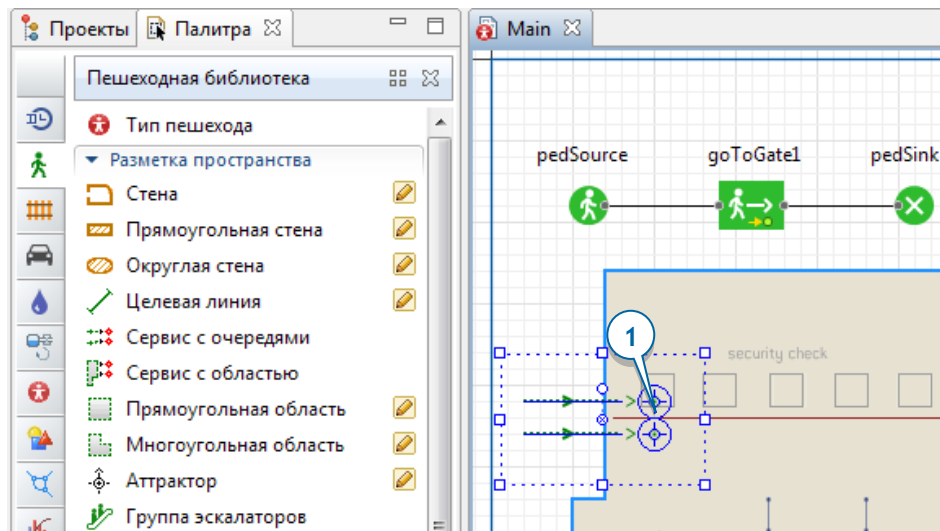 Проекты
Палитра
Main
Пешеходная библиотека
Тип пешехода
Разметка пространства
Стена
Прямоугольная стена
Округлая стена
Целевая линия
Сервис с очередями
Сервис с областью
Прямоугольная область
Многоугольная область
Аттрактор
Группа эскалаторов
pedSource
goToGate1
pedSink
1
security check